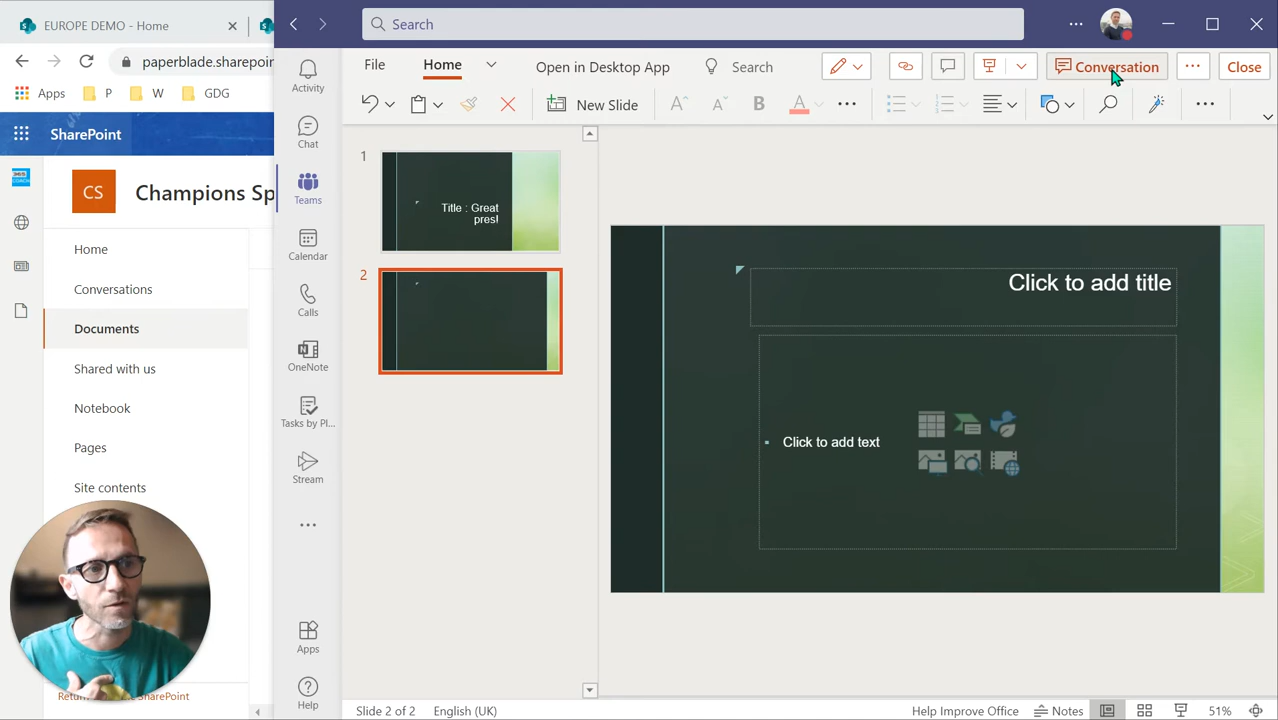 EUROPE DEMO - Home
paperblade.sharepoin
Apps
P
W
GDG
SharePoint
CS
Champions Sp
Home
Conversations
Documents
Shared with us
Notebook
Pages
Site contents
SharePoint
Search
Activity
Chat
Teams
Calendar
Calls
OneNote
Tasks by Pl...
Stream
Apps
Help
File
Home
Open in Desktop App
Search
Conversation
Close
New Slide
B
A
1
Title : Great
pres!
2
Click to add title
Click to add text
Slide 2 of 2
English (UK)
Help Improve Office
Notes
51%